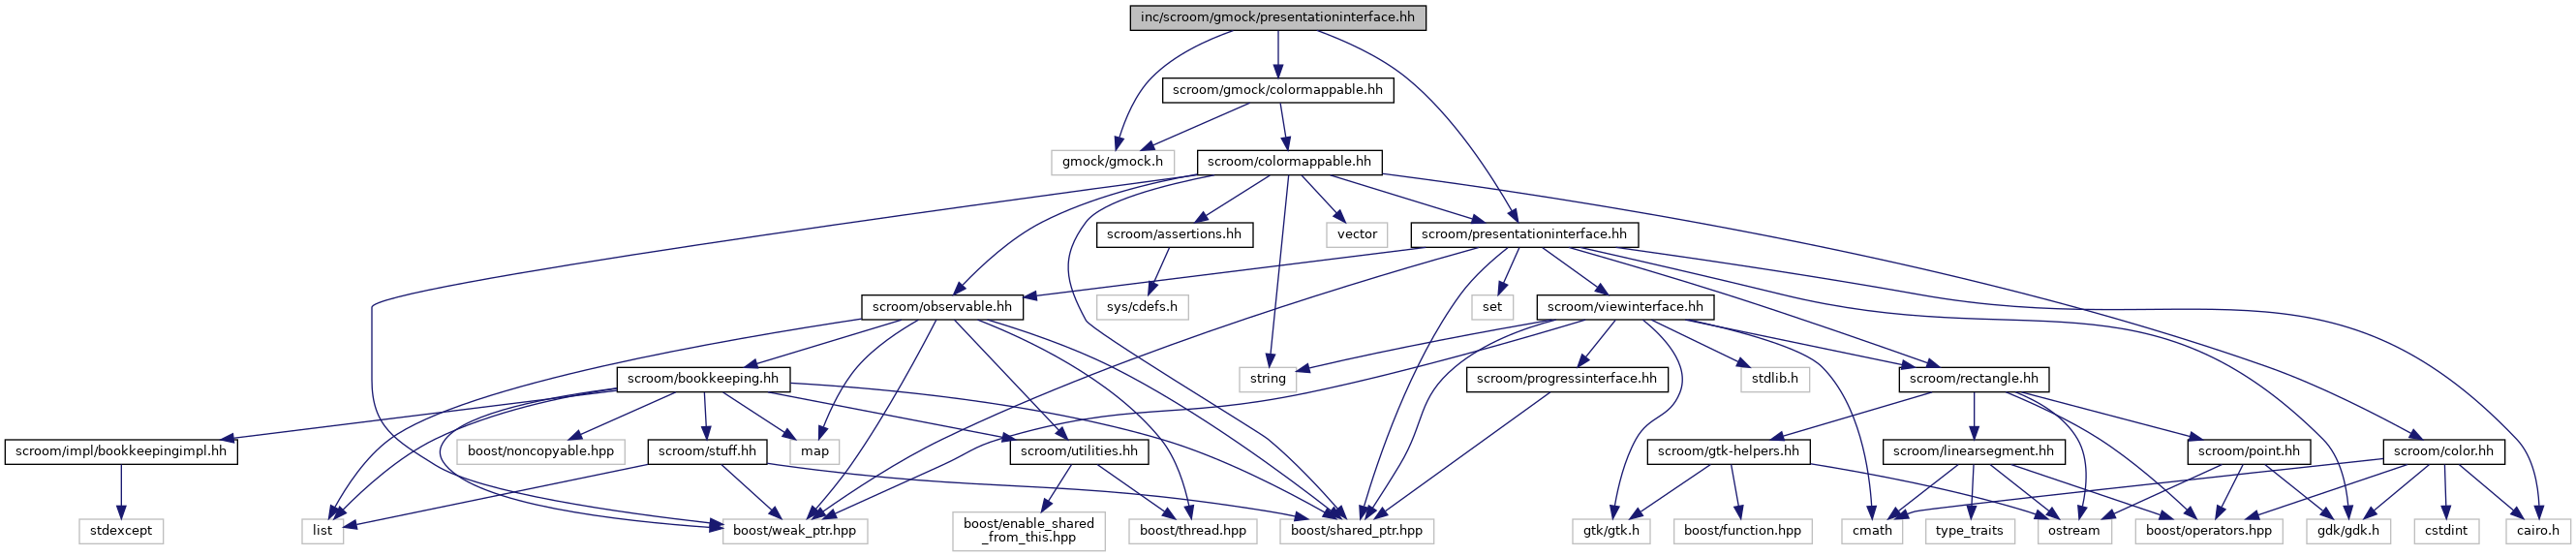 inc/scroom/gmock/presentationinterface.hh
scroom/gmock/colormappable.hh
gmock/gmock.h
scroom/colormappable.hh
scroom/assertions.hh
vector
scroom/presentationinterface.hh
scroom/observable.hh
sys/cdefs.h
set
scroom/viewinterface.hh
scroom/bookkeeping.hh
string
scroom/progressinterface.hh
stdlib.h
scroom/rectangle.hh
scroom/impl/bookkeepingimpl.hh
boost/noncopyable.hpp
scroom/stuff.hh
map
scroom/utilities.hh
scroom/gtk-helpers.hh
scroom/linearsegment.hh
scroom/point.hh
scroom/color.hh
stdexcept
list
boost/weak_ptr.hpp
boost/enable_shared
_from_this.hpp
boost/thread.hpp
boost/shared_ptr.hpp
gtk/gtk.h
boost/function.hpp
cmath
type_traits
ostream
boost/operators.hpp
gdk/gdk.h
cstdint
cairo.h